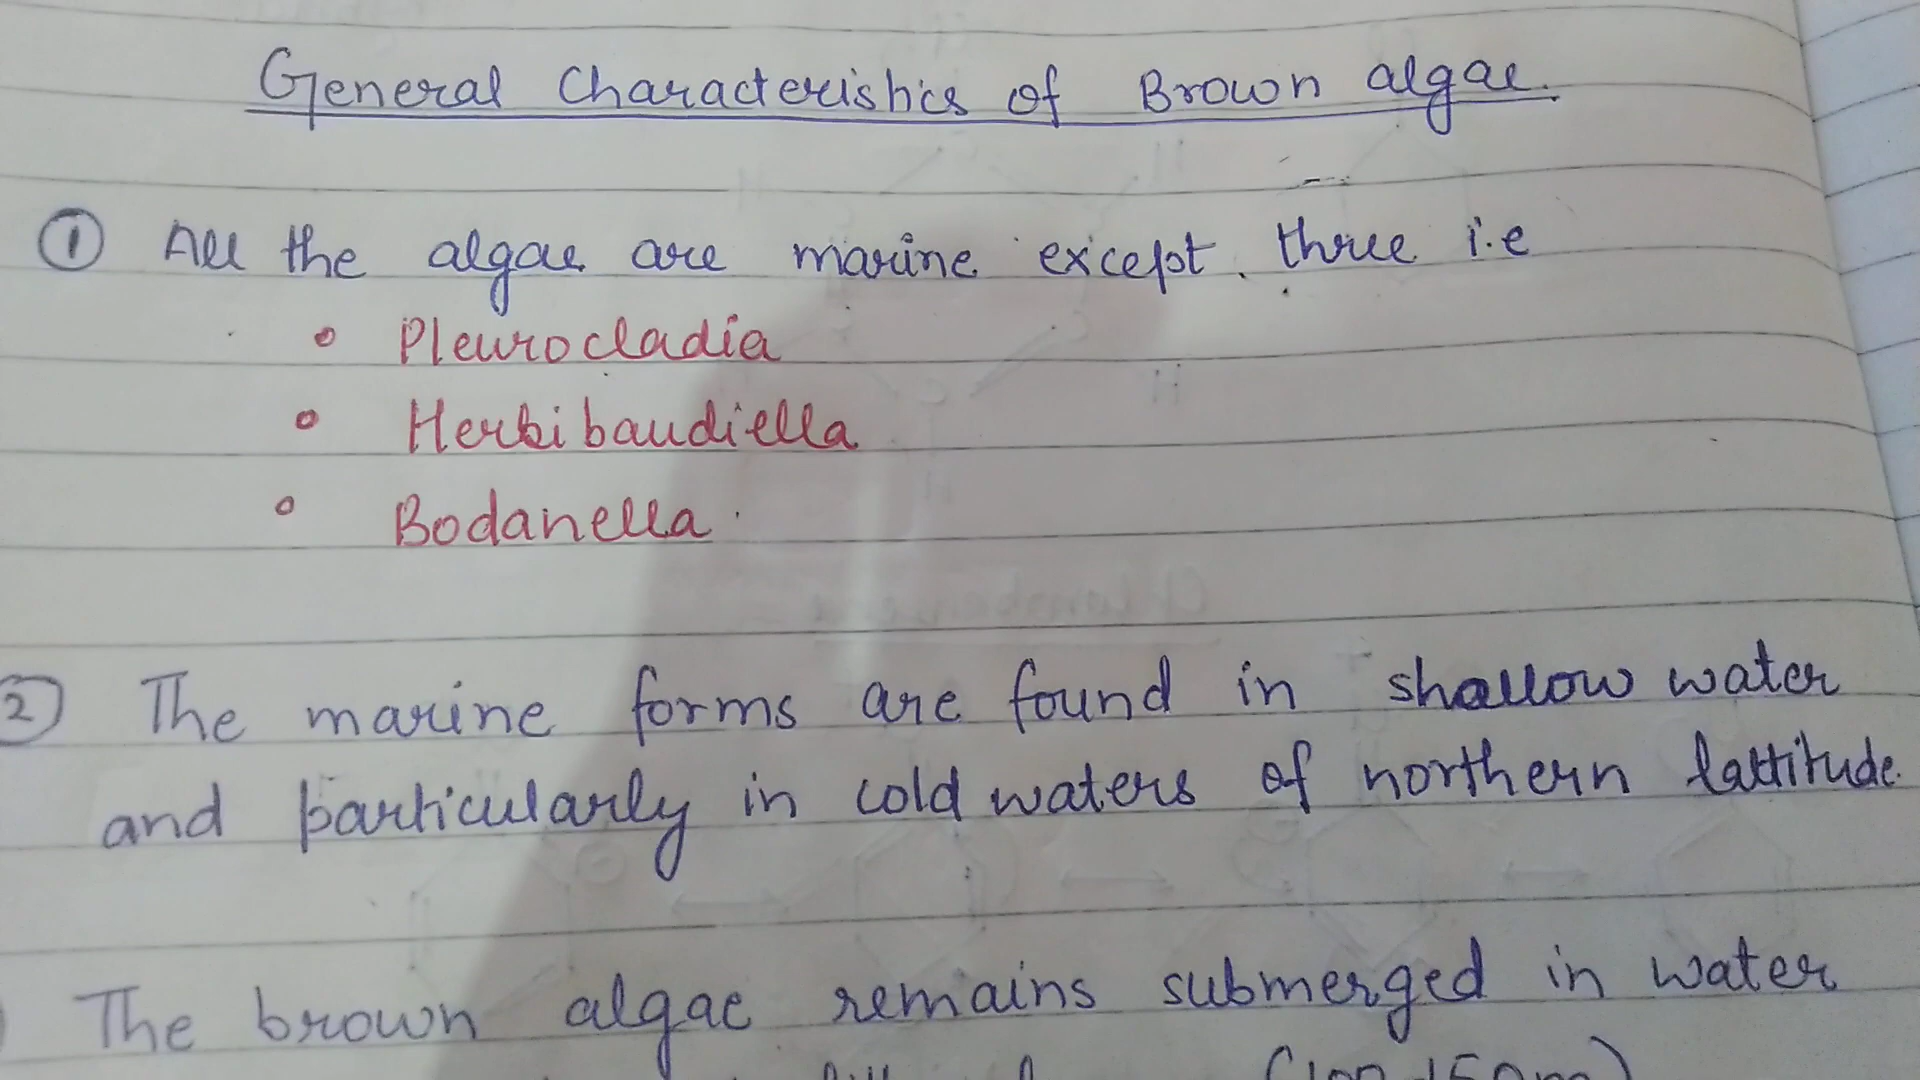 General Characteristics of Brown algae.
① All the algae are marine except three i.e
∘ Pleurocladia
∘ Heribaudiella
∘ Bodanella.
② The marine forms are found in shallow water
and particularly in cold waters of northern lattitude.
The brown algae remains submerged in water